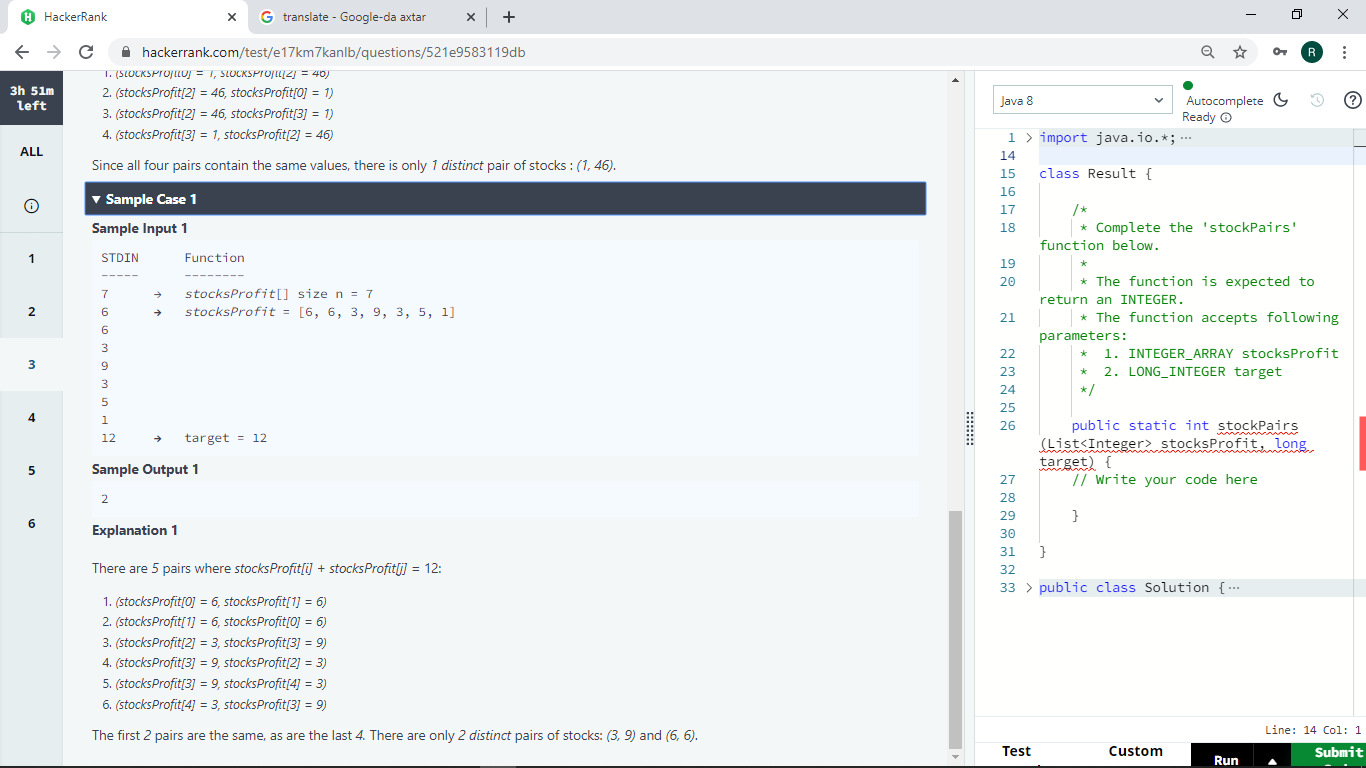 HackerRank
translate - Google-da axtar
hackerrank.com/test/e17km7kanlb/questions/521e9583119db
R
3h 51m
left
ALL
1
2
3
4
5
6
1. (stocksProfit[0] = 1, stocksProfit[2] = 46)
2. (stocksProfit[2] = 46, stocksProfit[0] = 1)
3. (stocksProfit[2] = 46, stocksProfit[3] = 1)
4. (stocksProfit[3] = 1, stocksProfit[2] = 46)
Since all four pairs contain the same values, there is only 1 distinct pair of stocks : (1, 46).
▼ Sample Case 1
Sample Input 1
STDIN Function
----- --------
7 → stocksProfit[] size n = 7
6 → stocksProfit = [6, 6, 3, 9, 3, 5, 1]
6
3
9
3
5
1
12 → target = 12
Sample Output 1
2
Explanation 1
There are 5 pairs where stocksProfit[i] + stocksProfit[j] = 12:
1. (stocksProfit[0] = 6, stocksProfit[1] = 6)
2. (stocksProfit[1] = 6, stocksProfit[0] = 6)
3. (stocksProfit[2] = 3, stocksProfit[3] = 9)
4. (stocksProfit[3] = 9, stocksProfit[2] = 3)
5. (stocksProfit[3] = 9, stocksProfit[4] = 3)
6. (stocksProfit[4] = 3, stocksProfit[3] = 9)
The first 2 pairs are the same, as are the last 4. There are only 2 distinct pairs of stocks: (3, 9) and (6, 6).
Java 8
Autocomplete
Ready
1 > import java.io.*; ···
14
15 class Result {
16
17 /*
18 * Complete the 'stockPairs'
function below.
19 *
20 * The function is expected to
return an INTEGER.
21 * The function accepts following
parameters:
22 * 1. INTEGER_ARRAY stocksProfit
23 * 2. LONG_INTEGER target
24 */
25
26 public static int stockPairs
(List<Integer> stocksProfit, long
target) {
27 // Write your code here
28
29 }
30
31 }
32
33 > public class Solution { ···
Line: 14 Col: 1
Test
Custom
Run
Submit